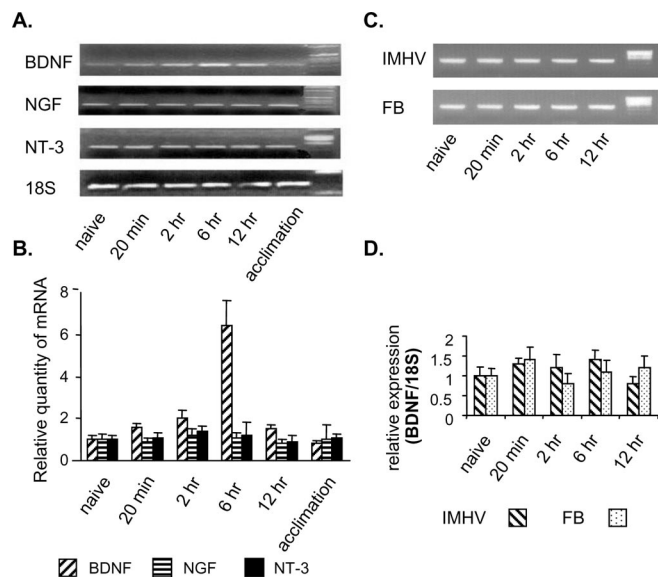 A.
BDNF
NGF
NT-3
18S
naive
20 min
2 hr
6 hr
12 hr
acclimation
B.
Relative quantity of mRNA
8
6
4
2
0
naive
20 min
2 hr
6 hr
12 hr
acclimation
BDNF NGF NT-3
C.
IMHV
FB
naive
20 min
2 hr
6 hr
12 hr
D.
relative expression
(BDNF/18S)
2
1.5
1
0.5
0
naive
20 min
2 hr
6 hr
12 hr
IMHV FB